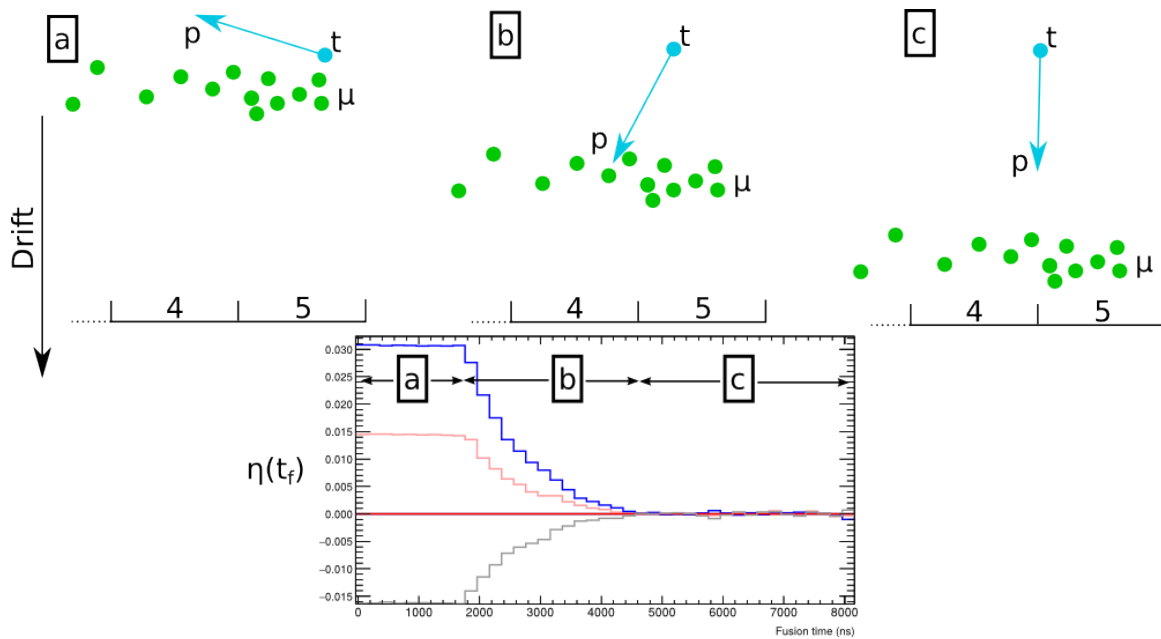 a
p
t
μ
b
t
p
μ
c
t
p
μ
Drift
4 5
4 5
4 5
η(t_f)
0.030
0.025
0.020
0.015
0.010
0.005
0.000
−0.005
−0.010
−0.015
a b c
0 1000 2000 3000 4000 5000 6000 7000 8000
Fusion time (ns)